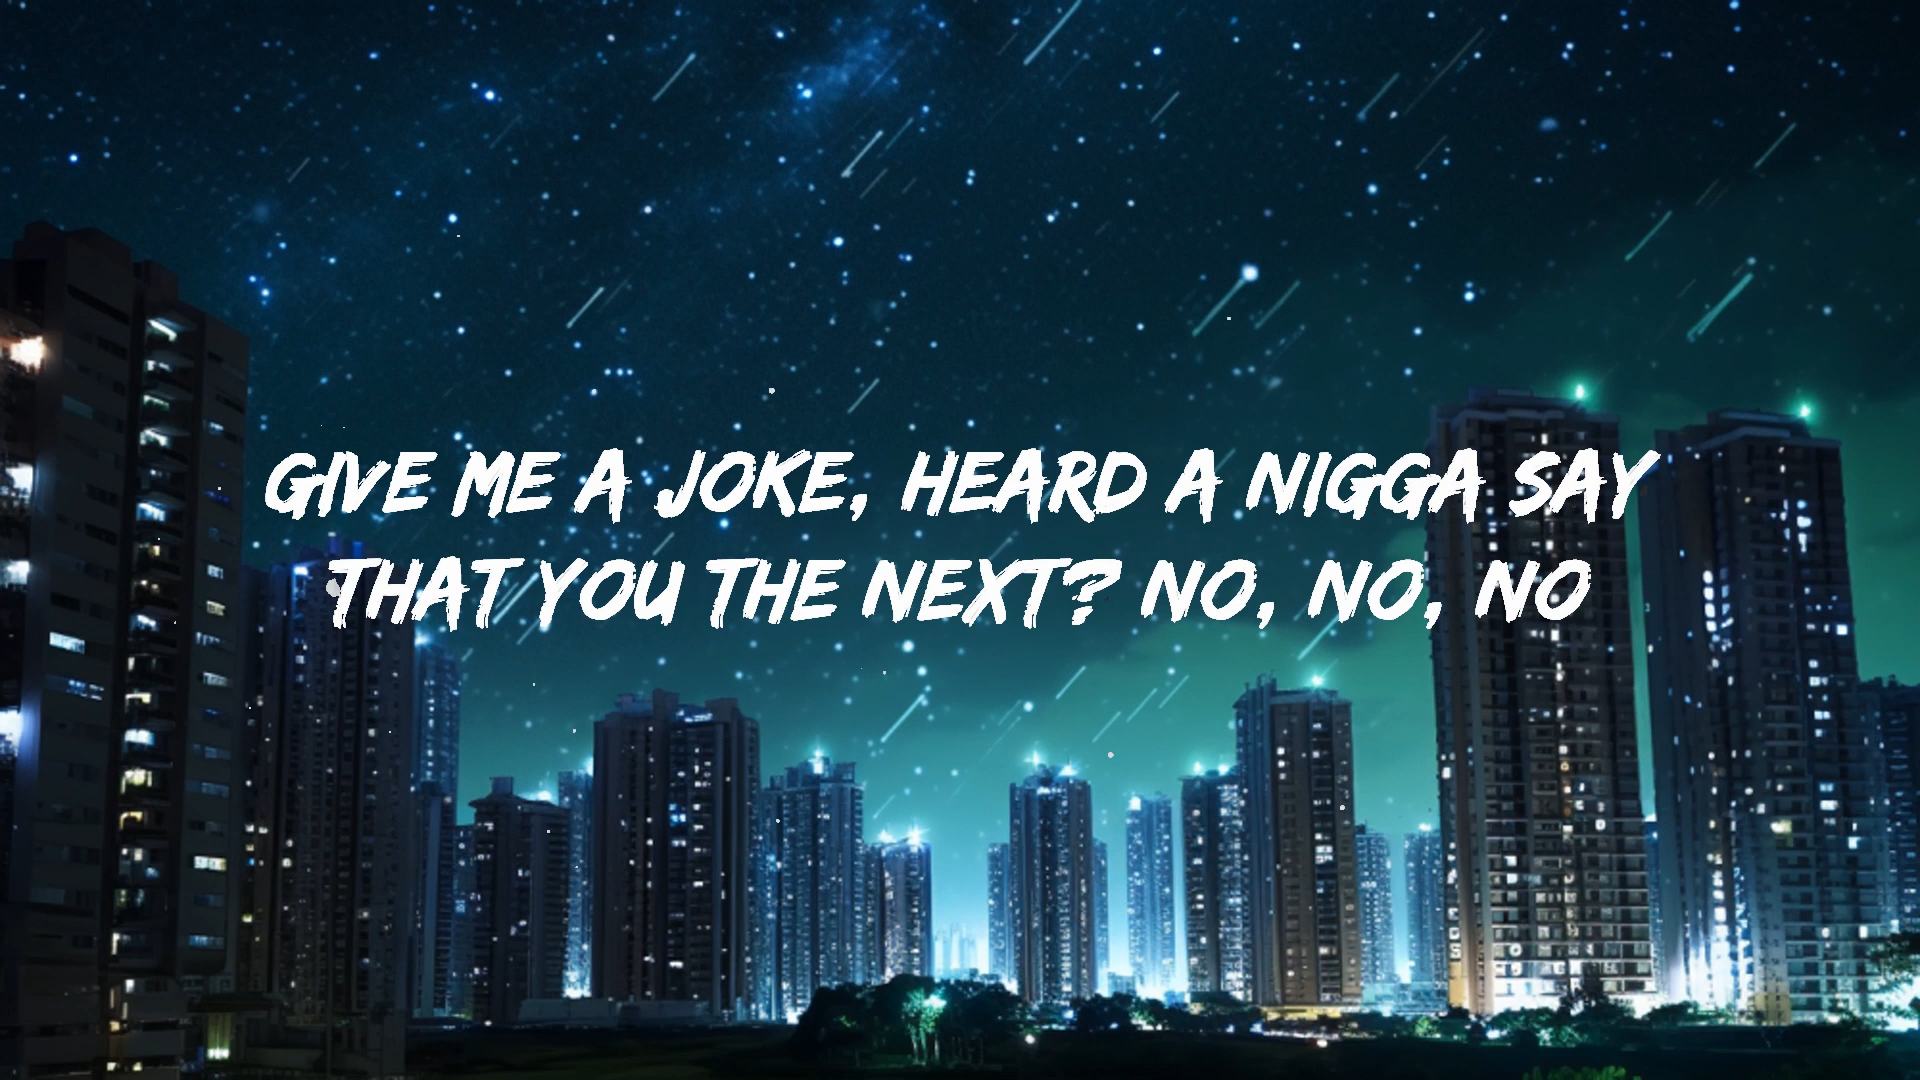 GIVE ME A JOKE, HEARD A NIGGA SAY
THAT YOU THE NEXT? NO, NO, NO